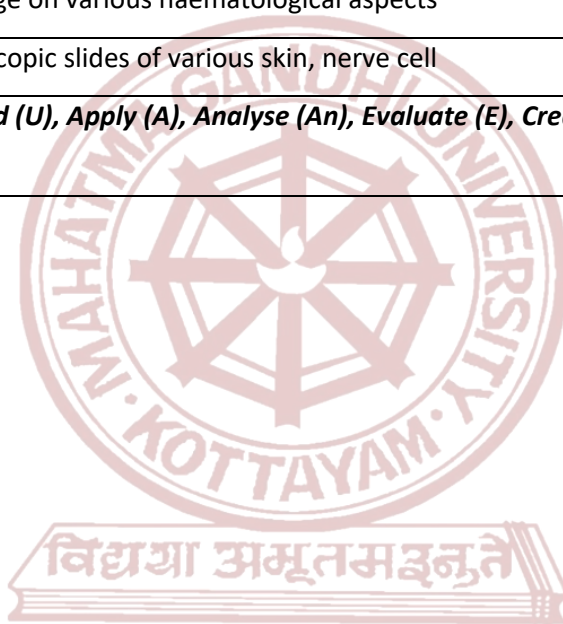 ge on various haematological aspects
copic slides of various skin, nerve cell
d (U), Apply (A), Analyse (An), Evaluate (E), Cre
MAHATMA GANDHI UNIVERSITY
• KOTTAYAM •
विद्यया अमृतमश्नुते